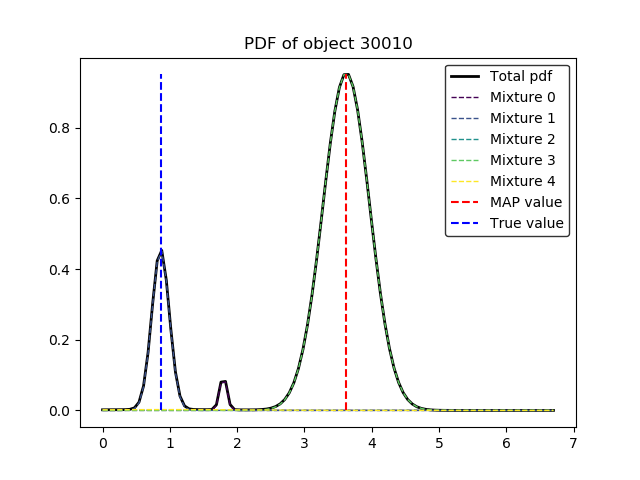 PDF of object 30010
Total pdf
Mixture 0
Mixture 1
Mixture 2
Mixture 3
Mixture 4
MAP value
True value
0.8
0.6
0.4
0.2
0.0
0 1 2 3 4 5 6 7